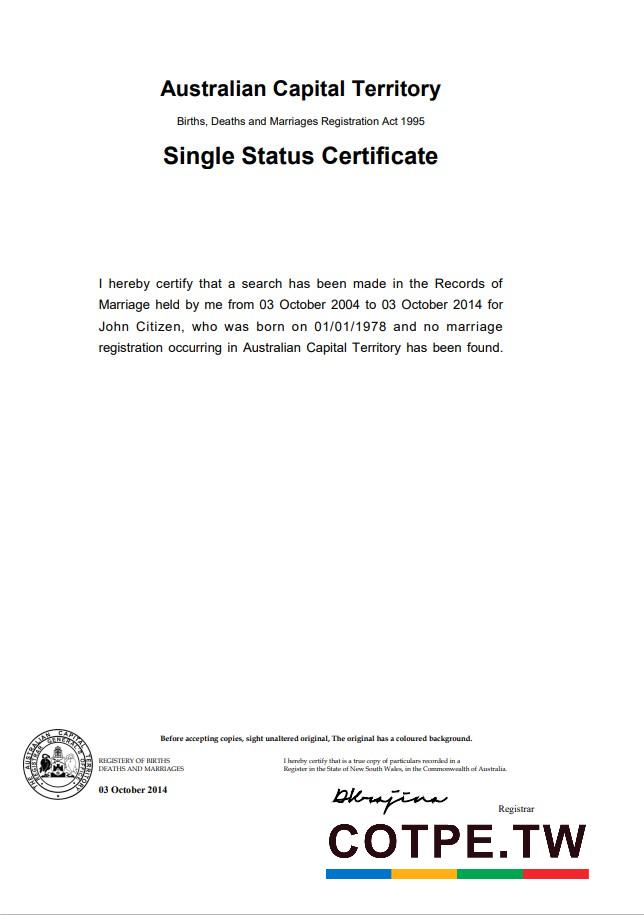 Australian Capital Territory
Births, Deaths and Marriages Registration Act 1995
Single Status Certificate
I hereby certify that a search has been made in the Records of
Marriage held by me from 03 October 2004 to 03 October 2014 for
John Citizen, who was born on 01/01/1978 and no marriage
registration occurring in Australian Capital Territory has been found.
Before accepting copies, sight unaltered original, The original has a coloured background.
AUSTRALIAN CAPITAL TERRITORY
THE REGISTRAR GENERAL'S OFFICE
REGISTERY OF BIRTHS
DEATHS AND MARRIAGES
03 October 2014
I hereby certify that is a true copy of particulars recorded in a
Register in the State of New South Wales, in the Commonwealth of Australia.
Registrar
COTPE.TW